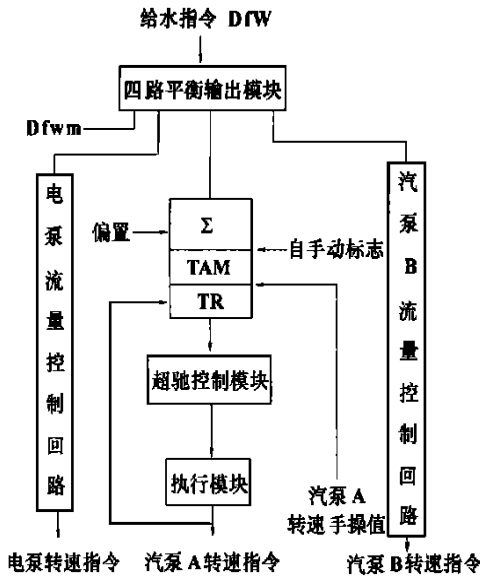 给水指令 DfW
四路平衡输出模块
Dfwm
电泵流量控制回路
偏置
Σ
TAM
TR
自手动标志
汽泵B流量控制回路
超驰控制模块
执行模块
汽泵A
转速手操值
电泵转速指令
汽泵A转速指令
汽泵B转速指令